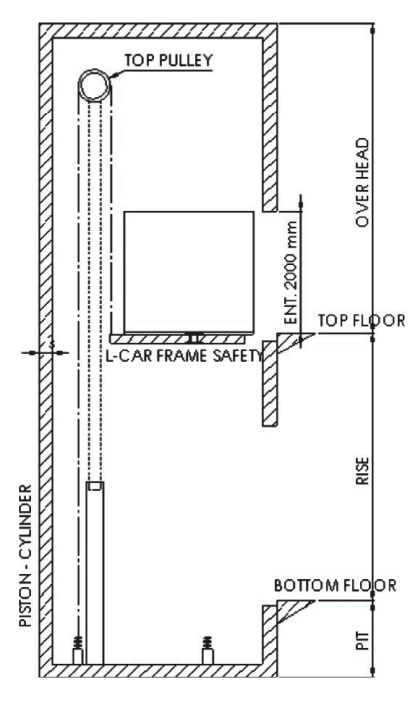 TOP PULLEY
OVER HEAD
ENT. 2000 mm
TOP FLOOR
L-CAR FRAME SAFETY
RISE
PISTON - CYLINDER
BOTTOM FLOOR
PIT